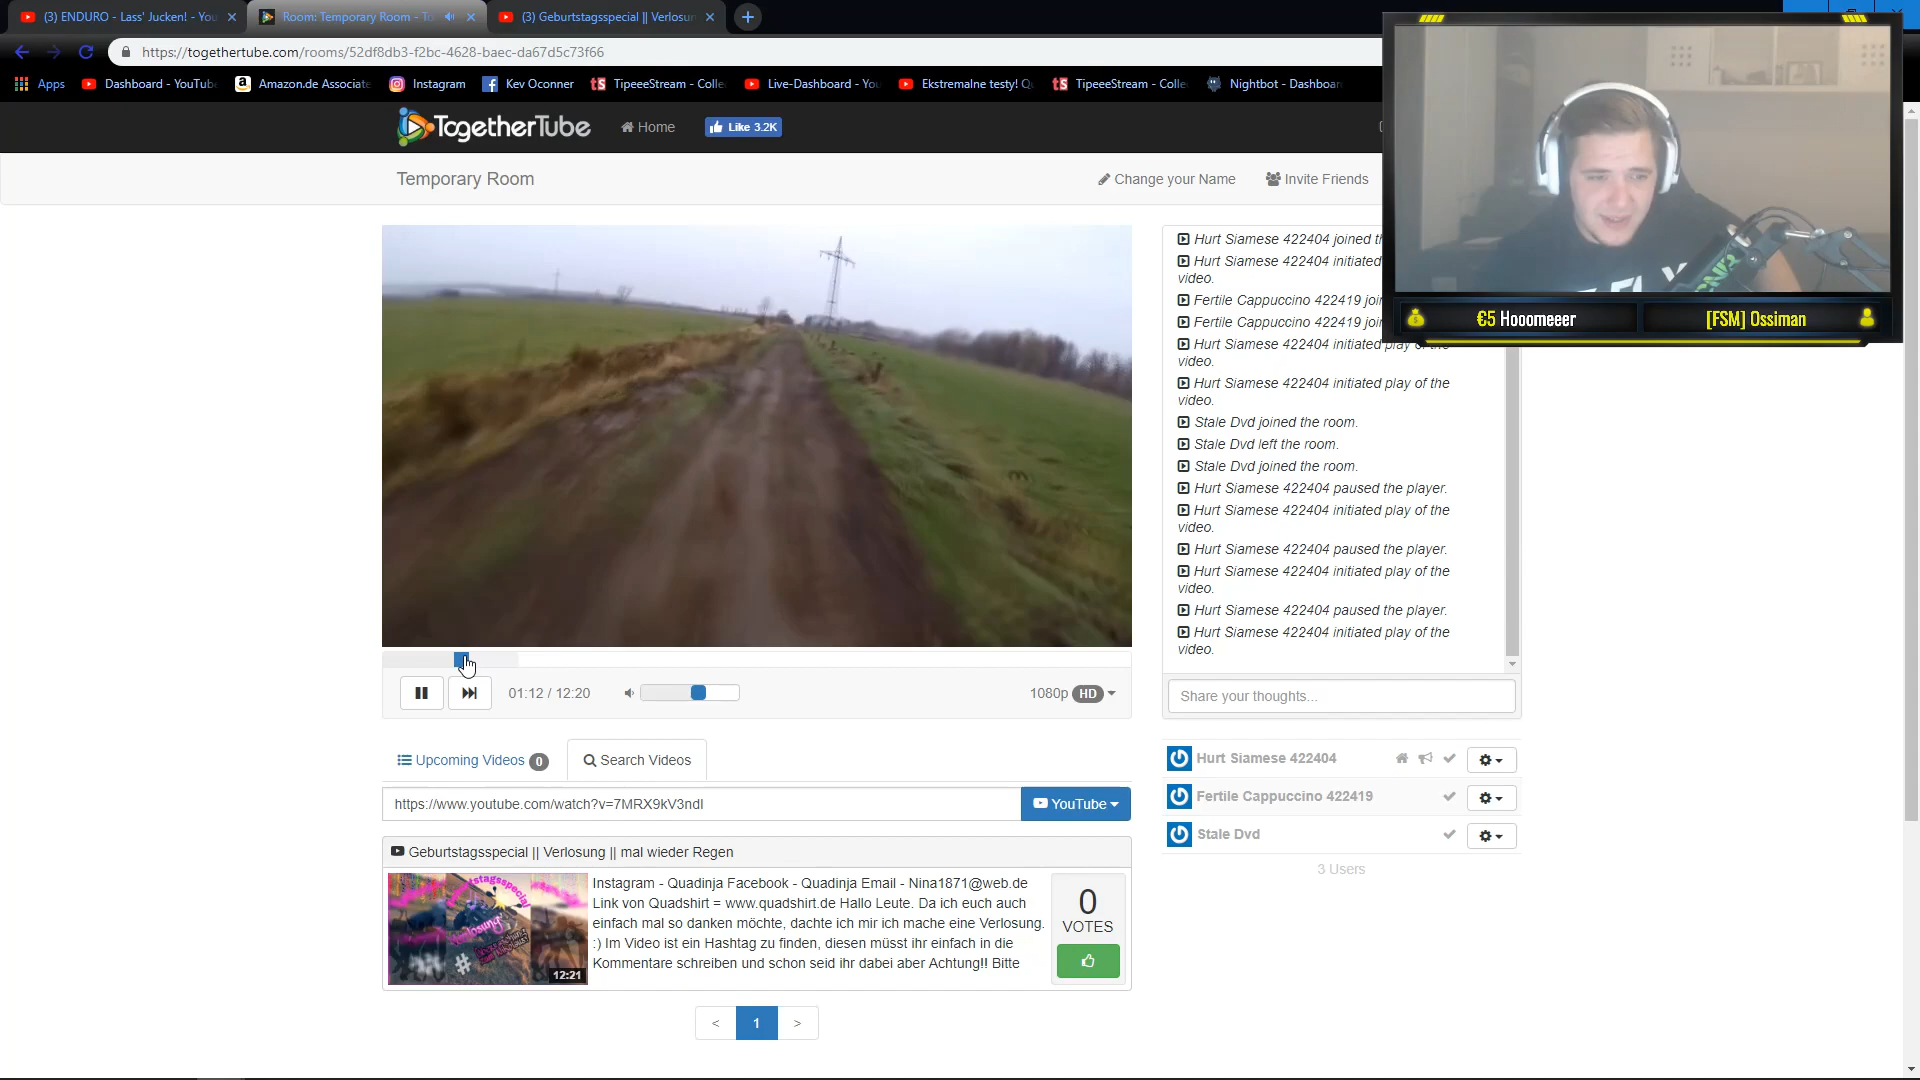 (3) ENDURO - Lass' Jucken! - You
Room: Temporary Room - To
(3) Geburtstagsspecial || Verlosun
https://togethertube.com/rooms/52df8db3-f2bc-4628-baec-da67d5c73f66
Apps
Dashboard - YouTube
Amazon.de Associate
Instagram
Kev Oconner
TipeeeStream - Colle
Live-Dashboard - You
Ekstremalne testy! Q
TipeeeStream - Colle
Nightbot - Dashboar
TogetherTube
Home
Like 3.2K
Temporary Room
Change your Name
Invite Friends
Hurt Siamese 422404 joined th
Hurt Siamese 422404 initiated
video.
Fertile Cappuccino 422419 join
Fertile Cappuccino 422419 join
Hurt Siamese 422404 initiated play of the
video.
Hurt Siamese 422404 initiated play of the
video.
Stale Dvd joined the room.
Stale Dvd left the room.
Stale Dvd joined the room.
Hurt Siamese 422404 paused the player.
Hurt Siamese 422404 initiated play of the
video.
Hurt Siamese 422404 paused the player.
Hurt Siamese 422404 initiated play of the
video.
Hurt Siamese 422404 paused the player.
Hurt Siamese 422404 initiated play of the
video.
Share your thoughts...
€5 Hooomeeer
[FSM] Ossiman
01:12 / 12:20
1080p HD
Upcoming Videos 0
Search Videos
https://www.youtube.com/watch?v=7MRX9kV3ndI
YouTube
Geburtstagsspecial || Verlosung || mal wieder Regen
Instagram - Quadinja Facebook - Quadinja Email - Nina1871@web.de
Link von Quadshirt = www.quadshirt.de Hallo Leute. Da ich euch auch
einfach mal so danken möchte, dachte ich mir ich mache eine Verlosung.
:) Im Video ist ein Hashtag zu finden, diesen müsst ihr einfach in die
Kommentare schreiben und schon seid ihr dabei aber Achtung!! Bitte
12:21
0
VOTES
< 1 >
Hurt Siamese 422404
Fertile Cappuccino 422419
Stale Dvd
3 Users